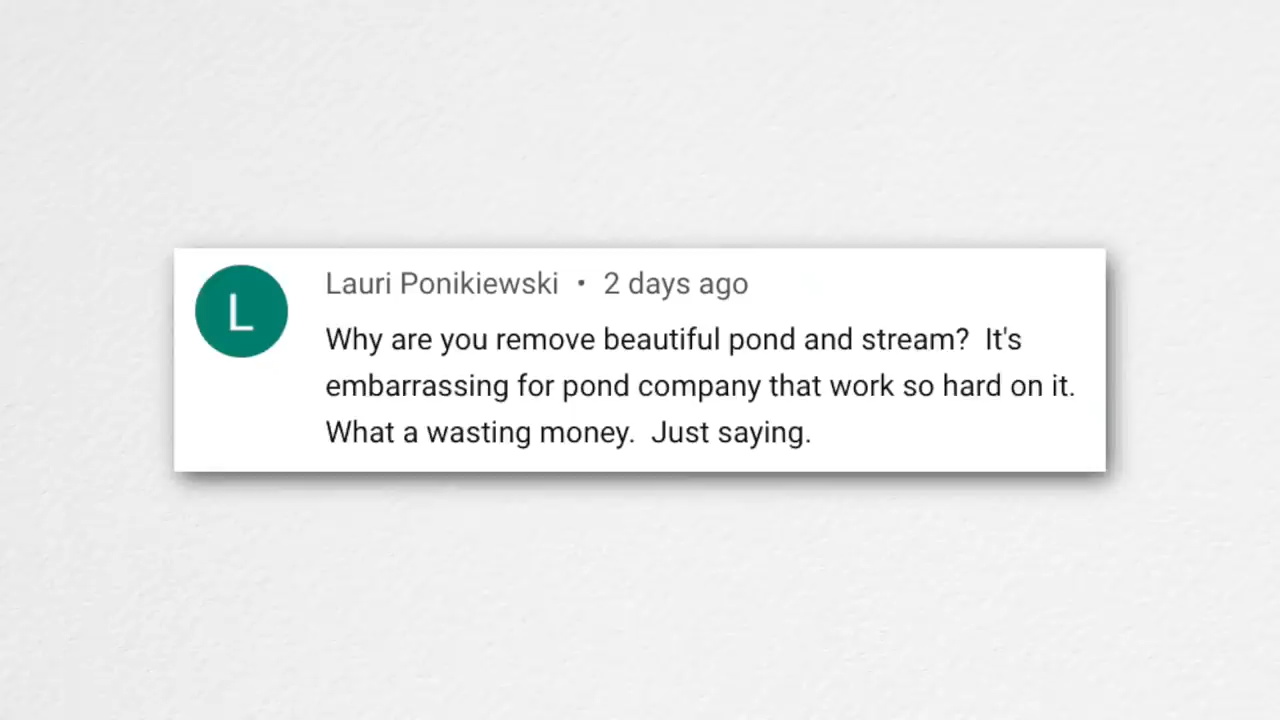 L
Lauri Ponikiewski • 2 days ago
Why are you remove beautiful pond and stream?  It's
embarrassing for pond company that work so hard on it.
What a wasting money.  Just saying.